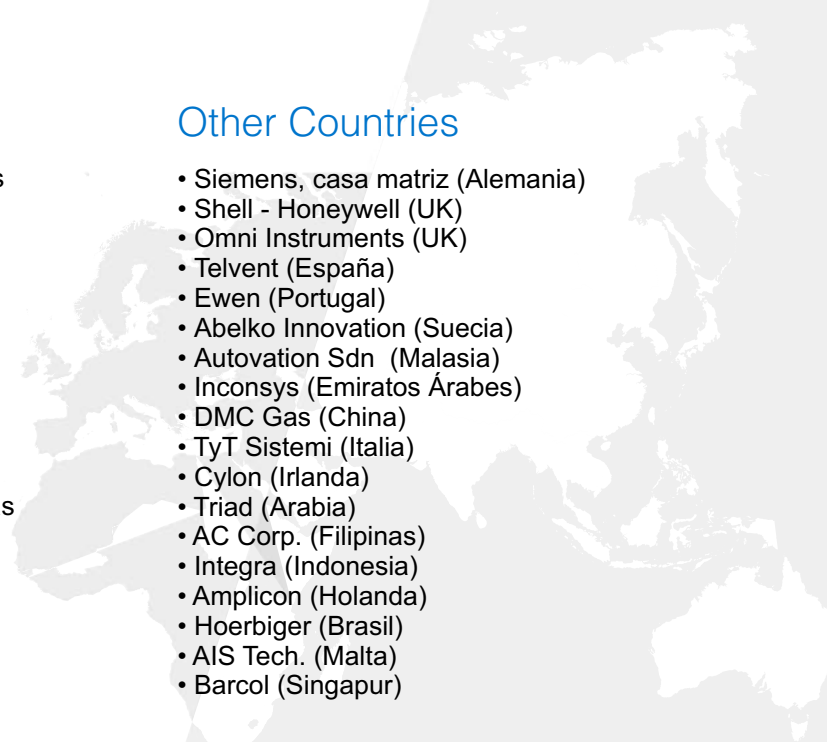 Other Countries
s
• Siemens, casa matriz (Alemania)
• Shell - Honeywell (UK)
• Omni Instruments (UK)
• Telvent (España)
• Ewen (Portugal)
• Abelko Innovation (Suecia)
• Autovation Sdn  (Malasia)
• Inconsys (Emiratos Árabes)
• DMC Gas (China)
• TyT Sistemi (Italia)
• Cylon (Irlanda)
s
• Triad (Arabia)
• AC Corp. (Filipinas)
• Integra (Indonesia)
• Amplicon (Holanda)
• Hoerbiger (Brasil)
• AIS Tech. (Malta)
• Barcol (Singapur)